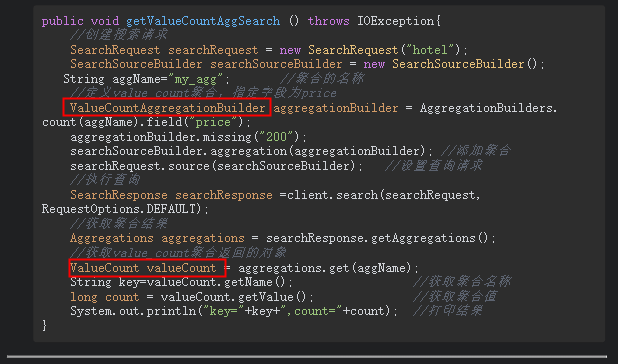 public void getValueCountAggSearch () throws IOException{
//创建搜索请求
SearchRequest searchRequest = new SearchRequest("hotel");
SearchSourceBuilder searchSourceBuilder = new SearchSourceBuilder();
String aggName="my_agg"; //聚合的名称
//定义value_count聚合，指定字段为price
ValueCountAggregationBuilder aggregationBuilder = AggregationBuilders.
count(aggName).field("price");
aggregationBuilder.missing("200");
searchSourceBuilder.aggregation(aggregationBuilder); //添加聚合
searchRequest.source(searchSourceBuilder); //设置查询请求
//执行查询
SearchResponse searchResponse =client.search(searchRequest,
RequestOptions.DEFAULT);
//获取聚合结果
Aggregations aggregations = searchResponse.getAggregations();
//获取value_count聚合返回的对象
ValueCount valueCount = aggregations.get(aggName);
String key=valueCount.getName(); //获取聚合名称
long count = valueCount.getValue(); //获取聚合值
System.out.println("key="+key+",count="+count); //打印结果
}